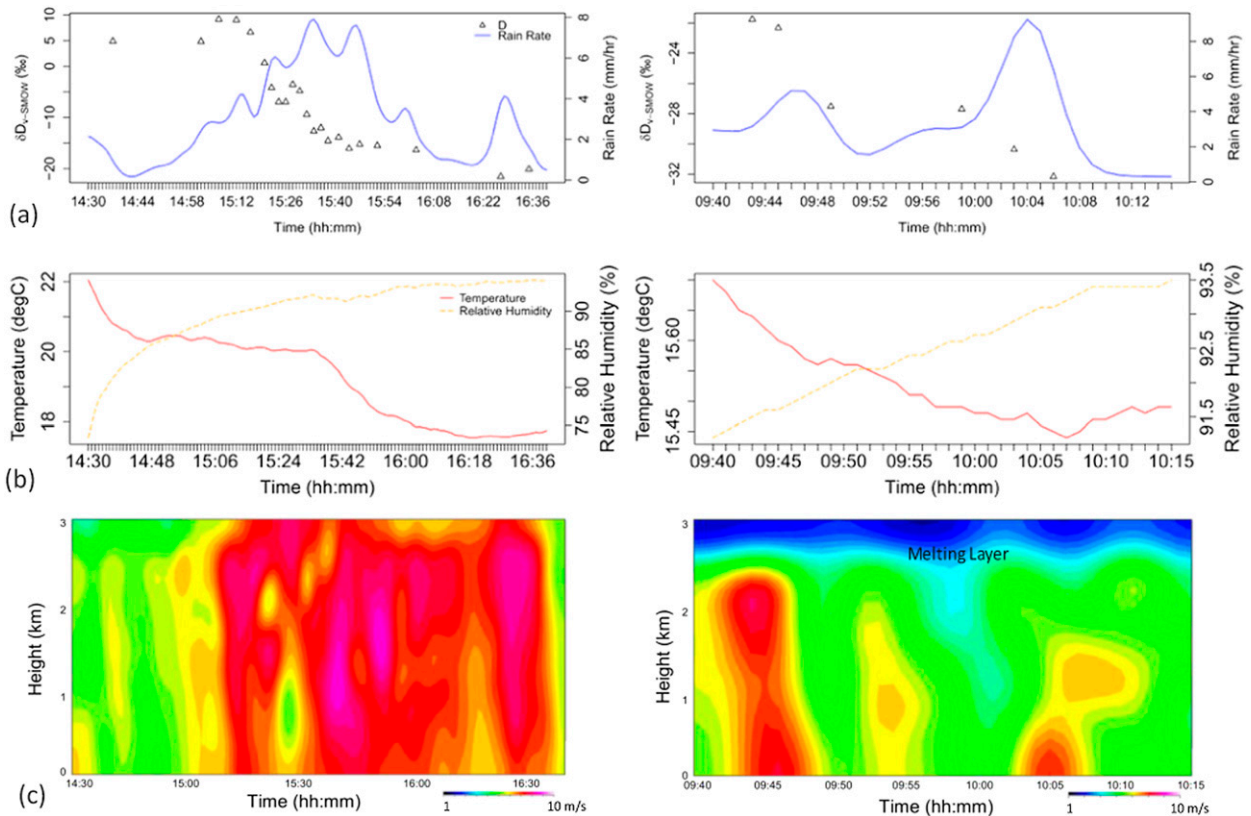 10
5
0
−5
−10
−20
δDv−SMOW (‰)
D
Rain Rate
8
6
4
2
0
Rain Rate (mm/hr)
14:30 14:44 14:58 15:12 15:26 15:40 15:54 16:08 16:22 16:36
Time (hh:mm)
(a)
−24
−28
−32
δDv−SMOW (‰)
8
6
4
2
0
Rain Rate (mm/hr)
09:40 09:44 09:48 09:52 09:56 10:00 10:04 10:08 10:12
Time (hh:mm)
22
20
18
Temperature (degC)
Temperature
Relative Humidity
90
85
80
75
Relative Humidity (%)
14:30 14:48 15:06 15:24 15:42 16:00 16:18 16:36
Time (hh:mm)
(b)
15.60
15.45
Temperature (degC)
93.5
92.5
91.5
Relative Humidity (%)
09:40 09:45 09:50 09:55 10:00 10:05 10:10 10:15
Time (hh:mm)
3
2
1
0
Height (km)
14:30 15:00 15:30 16:00 16:30
Time (hh:mm)
1 10 m/s
(c)
3
2
1
0
Height (km)
Melting Layer
09:40 09:45 09:50 09:55 10:00 10:05 10:10 10:15
Time (hh:mm)
1 10 m/s